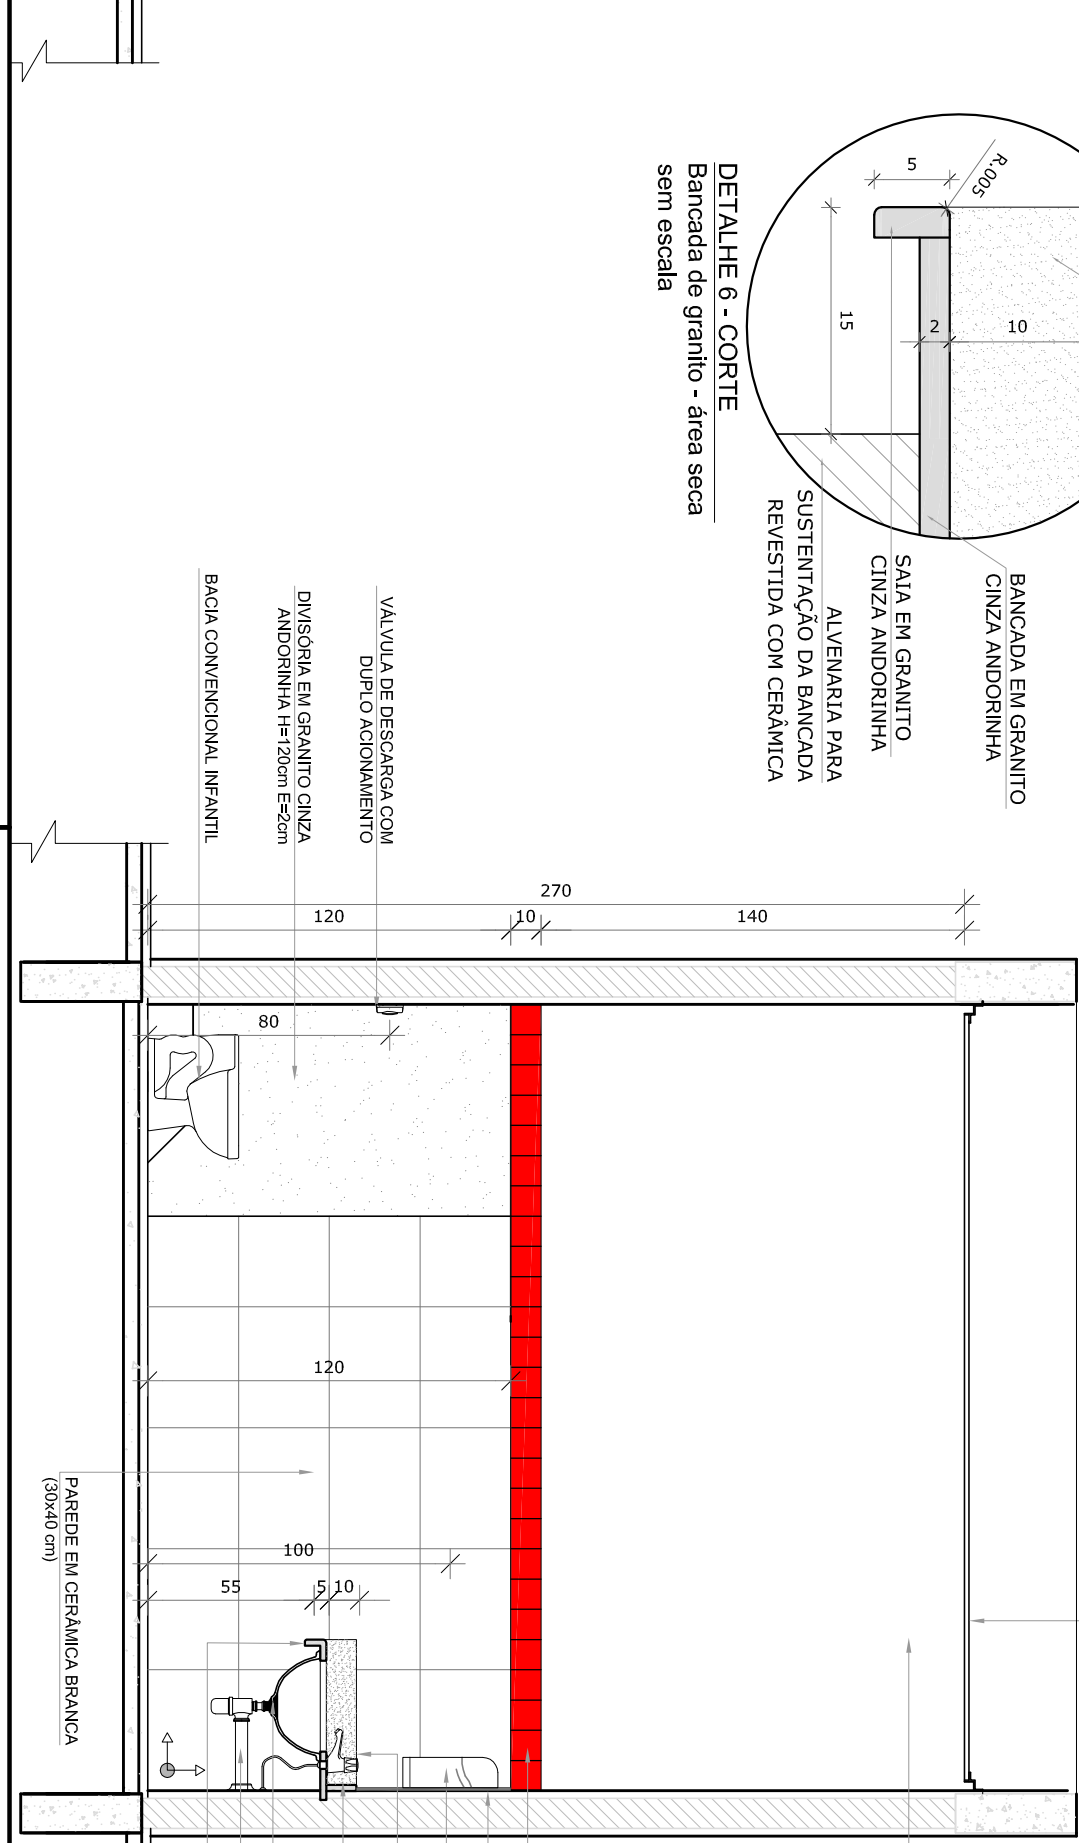 5
R.005
15
2
10
DETALHE 6 - CORTE
Bancada de granito - área seca
sem escala
BANCADA EM GRANITO
CINZA ANDORINHA
SAIA EM GRANITO
CINZA ANDORINHA
ALVENARIA PARA
SUSTENTAÇÃO DA BANCADA
REVESTIDA COM CERÂMICA
VÁLVULA DE DESCARGA COM
DUPLO ACIONAMENTO
DIVISÓRIA EM GRANITO CINZA
ANDORINHA H=120cm E=2cm
BACIA CONVENCIONAL INFANTIL
270
120
10
140
80
120
100
55
5
10
PAREDE EM CERÂMICA BRANCA
(30x40 cm)